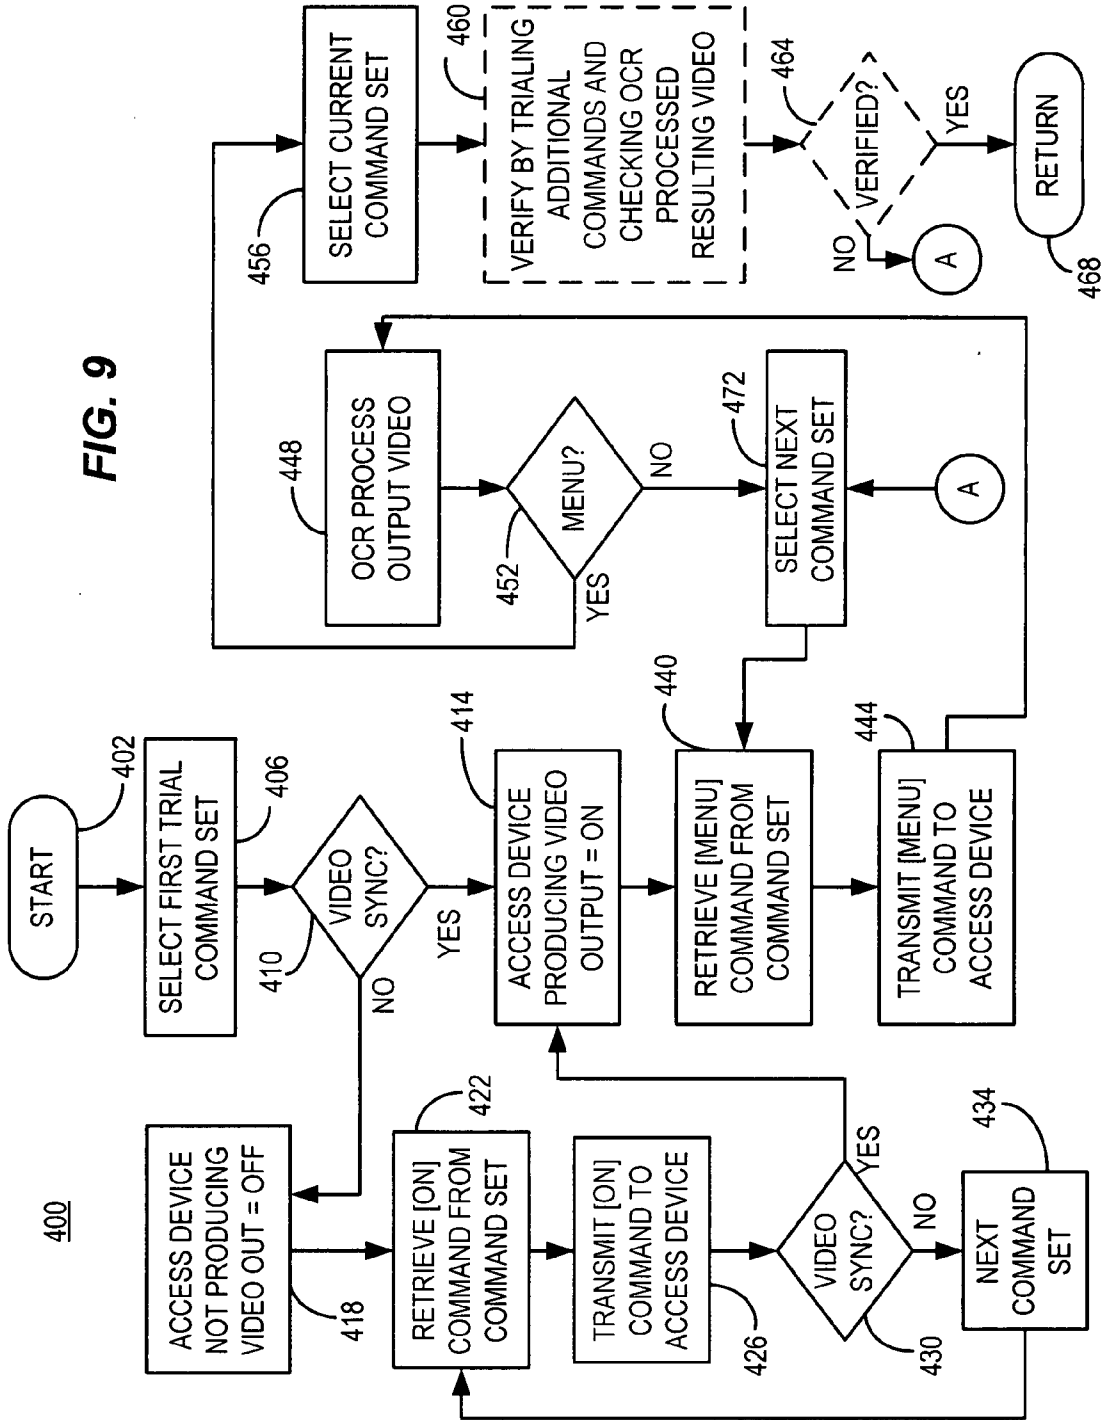 FIG. 9
400
START
402
SELECT FIRST TRIAL
COMMAND SET
406
VIDEO
SYNC?
410
NO
YES
ACCESS DEVICE
NOT PRODUCING
VIDEO OUT = OFF
418
RETRIEVE [ON]
COMMAND FROM
COMMAND SET
422
TRANSMIT [ON]
COMMAND TO
ACCESS DEVICE
426
VIDEO
SYNC?
430
YES
NO
NEXT
COMMAND
SET
434
ACCESS DEVICE
PRODUCING VIDEO
OUTPUT = ON
414
RETRIEVE [MENU]
COMMAND FROM
COMMAND SET
440
TRANSMIT [MENU]
COMMAND TO
ACCESS DEVICE
444
OCR PROCESS
OUTPUT VIDEO
448
MENU?
452
YES
NO
SELECT NEXT
COMMAND SET
472
A
SELECT CURRENT
COMMAND SET
456
VERIFY BY TRIALING
ADDITIONAL
COMMANDS AND
CHECKING OCR
PROCESSED
RESULTING VIDEO
460
VERIFIED?
464
NO
A
YES
RETURN
468